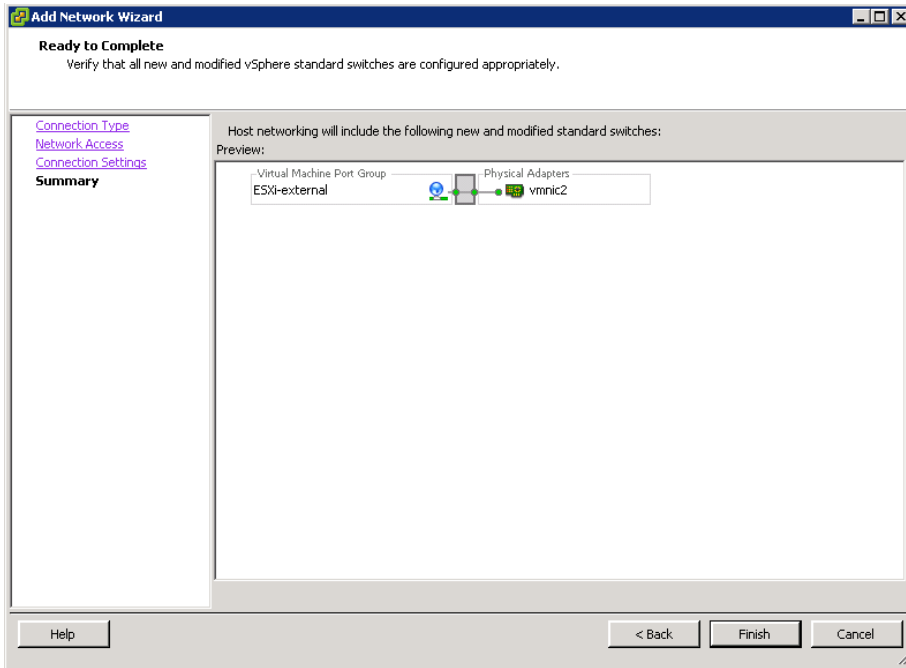 Add Network Wizard
Ready to Complete
Verify that all new and modified vSphere standard switches are configured appropriately.
Connection Type
Network Access
Connection Settings
Summary
Host networking will include the following new and modified standard switches:
Preview:
Virtual Machine Port Group
Physical Adapters
ESXi-external
vmnic2
Help
< Back
Finish
Cancel